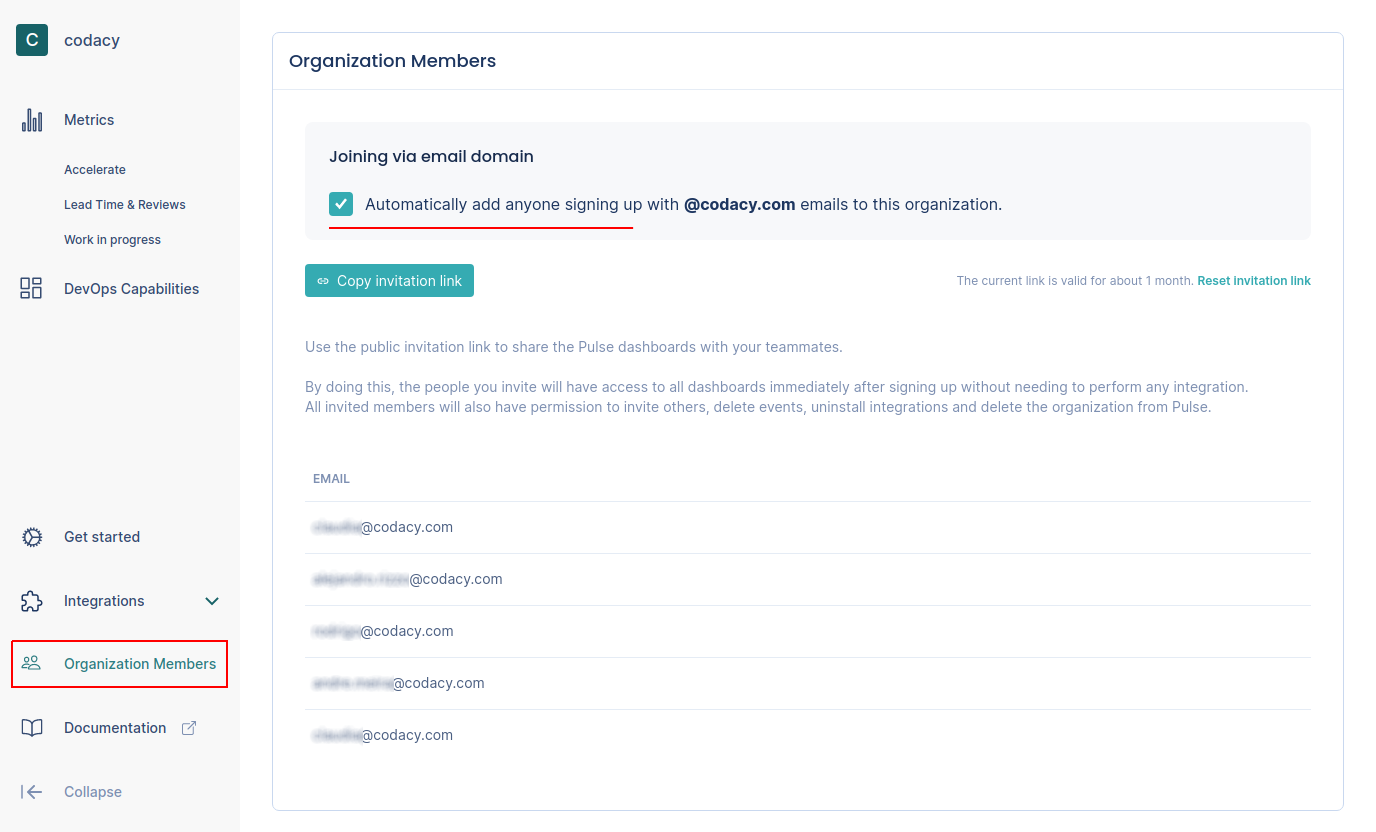 C codacy
Metrics
Accelerate
Lead Time & Reviews
Work in progress
DevOps Capabilities
Get started
Integrations
Organization Members
Documentation
Collapse
Organization Members
Joining via email domain
Automatically add anyone signing up with @codacy.com emails to this organization.
Copy invitation link
The current link is valid for about 1 month. Reset invitation link
Use the public invitation link to share the Pulse dashboards with your teammates.
By doing this, the people you invite will have access to all dashboards immediately after signing up without needing to perform any integration.
All invited members will also have permission to invite others, delete events, uninstall integrations and delete the organization from Pulse.
EMAIL
@codacy.com
@codacy.com
@codacy.com
@codacy.com
@codacy.com